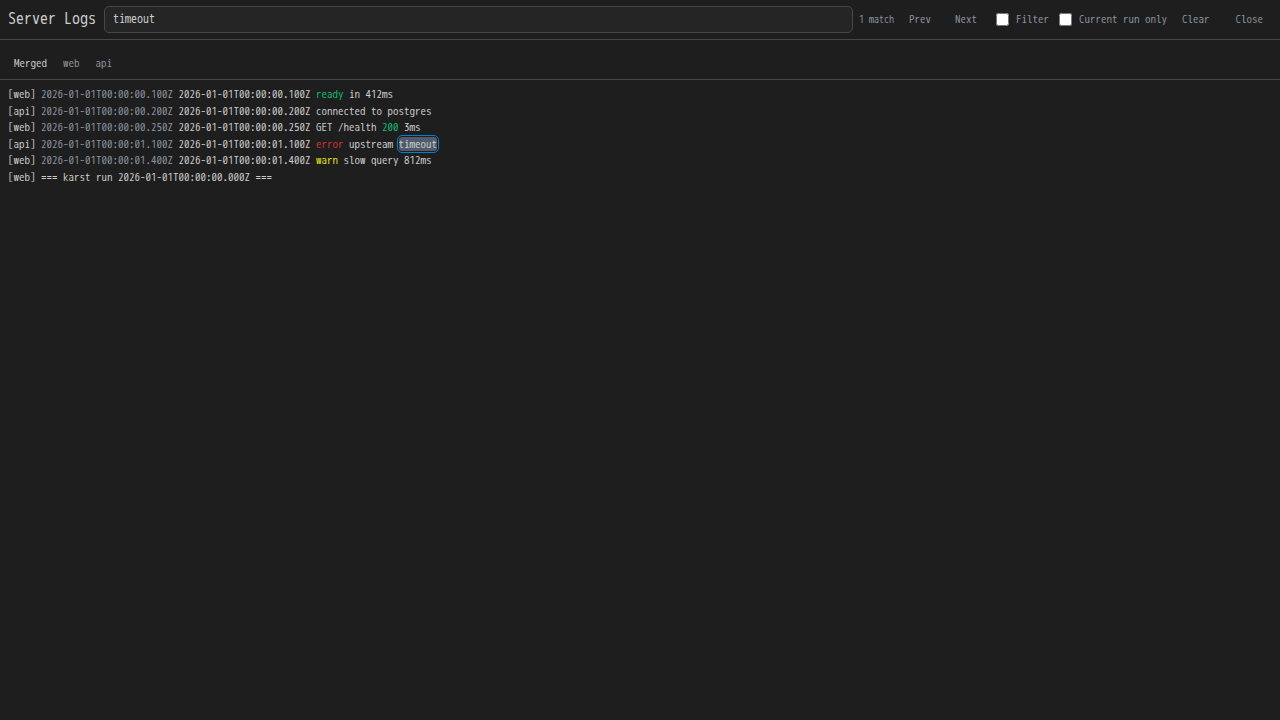 Server Logs timeout 1 match Prev Next Filter Current run only Clear Close
Merged web api
[web] 2026-01-01T00:00:00.100Z 2026-01-01T00:00:00.100Z ready in 412ms
[api] 2026-01-01T00:00:00.200Z 2026-01-01T00:00:00.200Z connected to postgres
[web] 2026-01-01T00:00:00.250Z 2026-01-01T00:00:00.250Z GET /health 200 3ms
[api] 2026-01-01T00:00:01.100Z 2026-01-01T00:00:01.100Z error upstream timeout
[web] 2026-01-01T00:00:01.400Z 2026-01-01T00:00:01.400Z warn slow query 812ms
[web] === karst run 2026-01-01T00:00:00.000Z ===